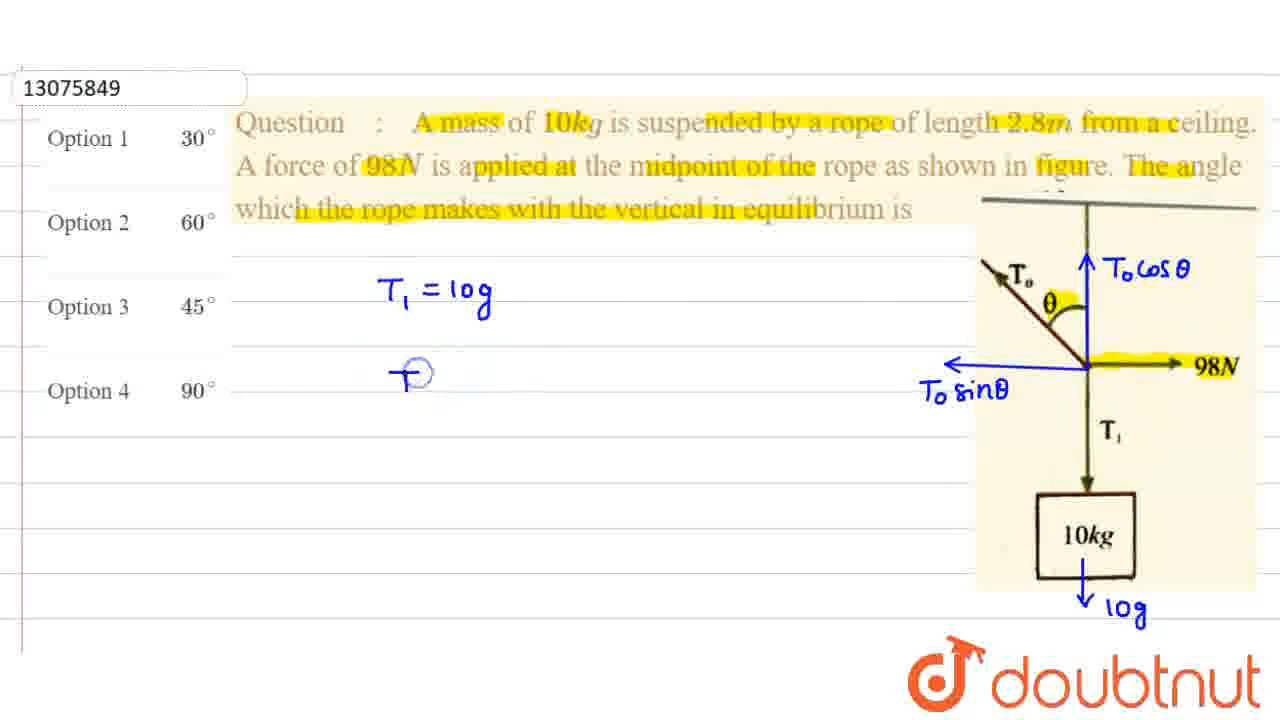 13075849
Option 1 30°
Option 2 60°
Option 3 45°
Option 4 90°
Question : A mass of 10kg is suspended by a rope of length 2.8m from a ceiling.
A force of 98N is applied at the midpoint of the rope as shown in figure. The angle
which the rope makes with the vertical in equilibrium is
T₁ = 10g
T
T₀
θ
T₀ cosθ
98N
T₀ sinθ
T₁
10kg
10g
doubtnut